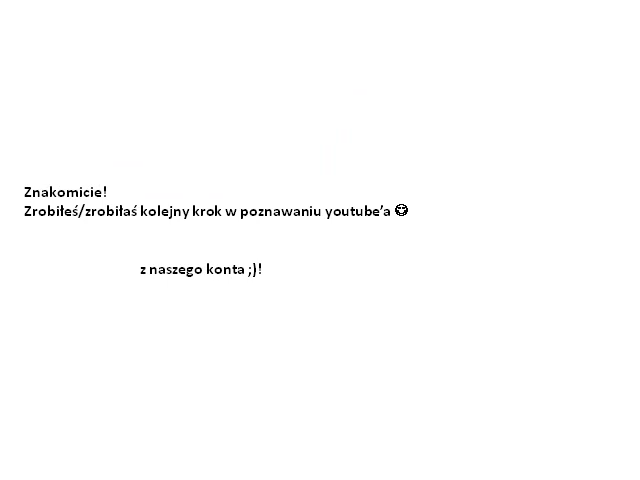 Znakomicie!
Zrobiłeś/zrobiłaś kolejny krok w poznawaniu youtube’a 😊
z naszego konta ;)!